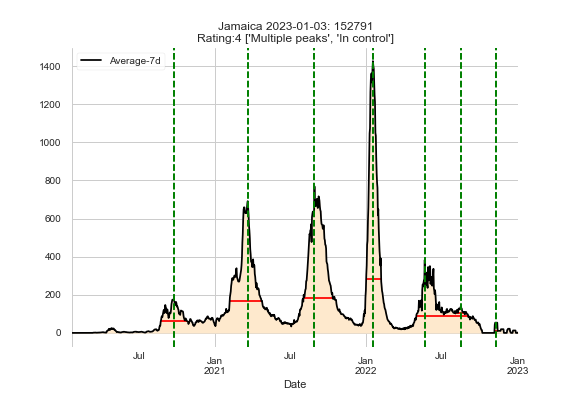 Jamaica 2023-01-03: 152791
Rating:4 ['Multiple peaks', 'In control']
Average-7d
1400
1200
1000
800
600
400
200
0
Jul Jan Jul Jan Jul Jan
2021 2022 2023
Date